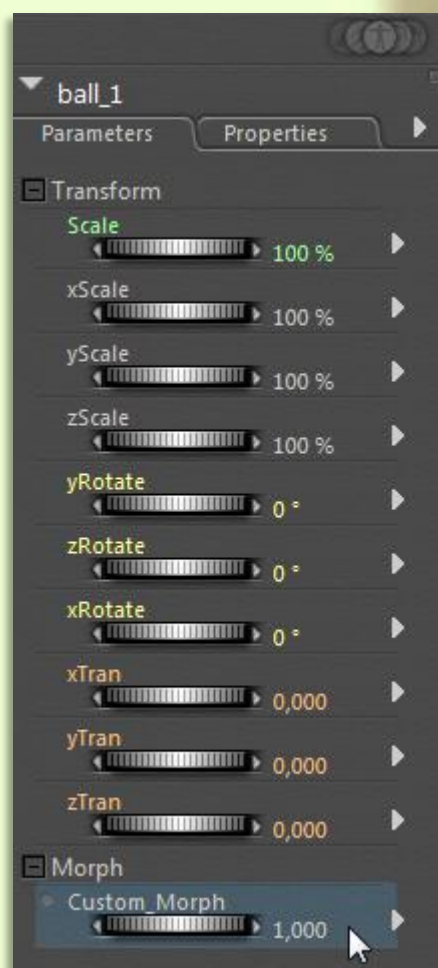 ball_1
Parameters Properties
Transform
Scale
100 %
xScale
100 %
yScale
100 %
zScale
100 %
yRotate
0 °
zRotate
0 °
xRotate
0 °
xTran
0,000
yTran
0,000
zTran
0,000
Morph
Custom_Morph
1,000